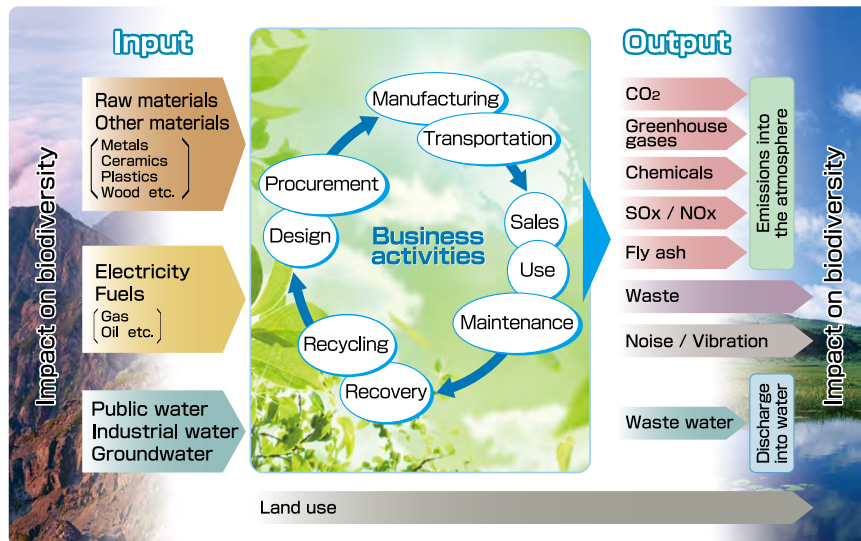 Input
Impact on biodiversity
Raw materials
Other materials
Metals
Ceramics
Plastics
Wood etc.
Electricity
Fuels
Gas
Oil etc.
Public water
Industrial water
Groundwater
Business
activities
Manufacturing
Transportation
Sales
Use
Maintenance
Recovery
Recycling
Design
Procurement
Output
CO₂
Greenhouse
gases
Chemicals
SOx / NOx
Fly ash
Emissions into
the atmosphere
Waste
Noise / Vibration
Waste water
Discharge
into water
Impact on biodiversity
Land use